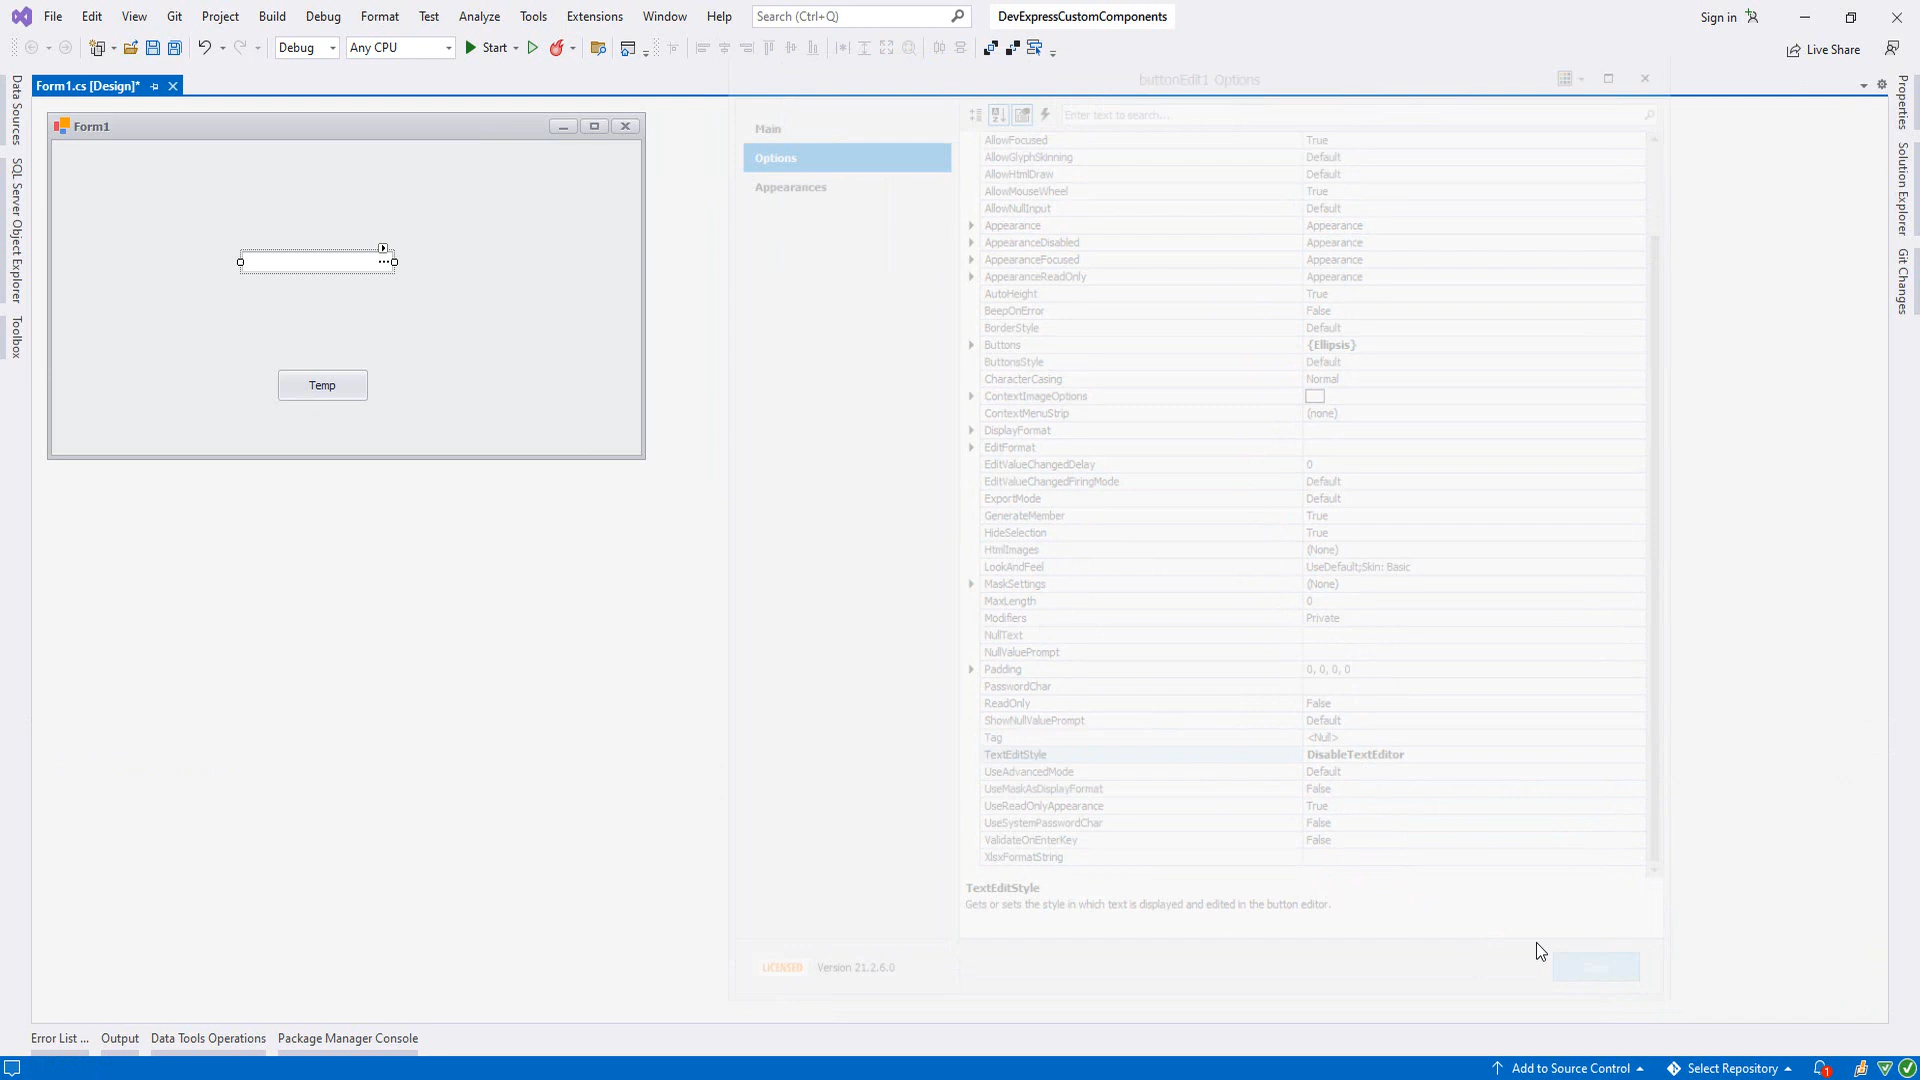 File Edit View Git Project Build Debug Format Test Analyze Tools Extensions Window Help Search (Ctrl+Q) DevExpressCustomComponents Sign in
Debug Any CPU Start Live Share
buttonEdit1 Options
Form1.cs [Design]*
Data Sources
SQL Server Object Explorer
Toolbox
Form1
Temp
Main
Options
Appearances
Enter text to search...
AllowFocused True
AllowGlyphSkinning Default
AllowHtmlDraw Default
AllowMouseWheel True
AllowNullInput Default
Appearance Appearance
AppearanceDisabled Appearance
AppearanceFocused Appearance
AppearanceReadOnly Appearance
AutoHeight True
BeepOnError False
BorderStyle Default
Buttons {Ellipsis}
ButtonsStyle Default
CharacterCasing Normal
ContextImageOptions
ContextMenuStrip (none)
DisplayFormat
EditFormat
EditValueChangedDelay 0
EditValueChangedFiringMode Default
ExportMode Default
GenerateMember True
HideSelection True
HtmlImages (None)
LookAndFeel UseDefault;Skin: Basic
MaskSettings (None)
MaxLength 0
Modifiers Private
NullText
NullValuePrompt
Padding 0, 0, 0, 0
PasswordChar
ReadOnly False
ShowNullValuePrompt Default
Tag <Null>
TextEditStyle DisableTextEditor
UseAdvancedMode Default
UseMaskAsDisplayFormat False
UseReadOnlyAppearance True
UseSystemPasswordChar False
ValidateOnEnterKey False
XlsxFormatString
TextEditStyle
Gets or sets the style in which text is displayed and edited in the button editor.
LICENSED Version 21.2.6.0
Properties
Solution Explorer
Git Changes
Error List ... Output Data Tools Operations Package Manager Console
Add to Source Control Select Repository 1